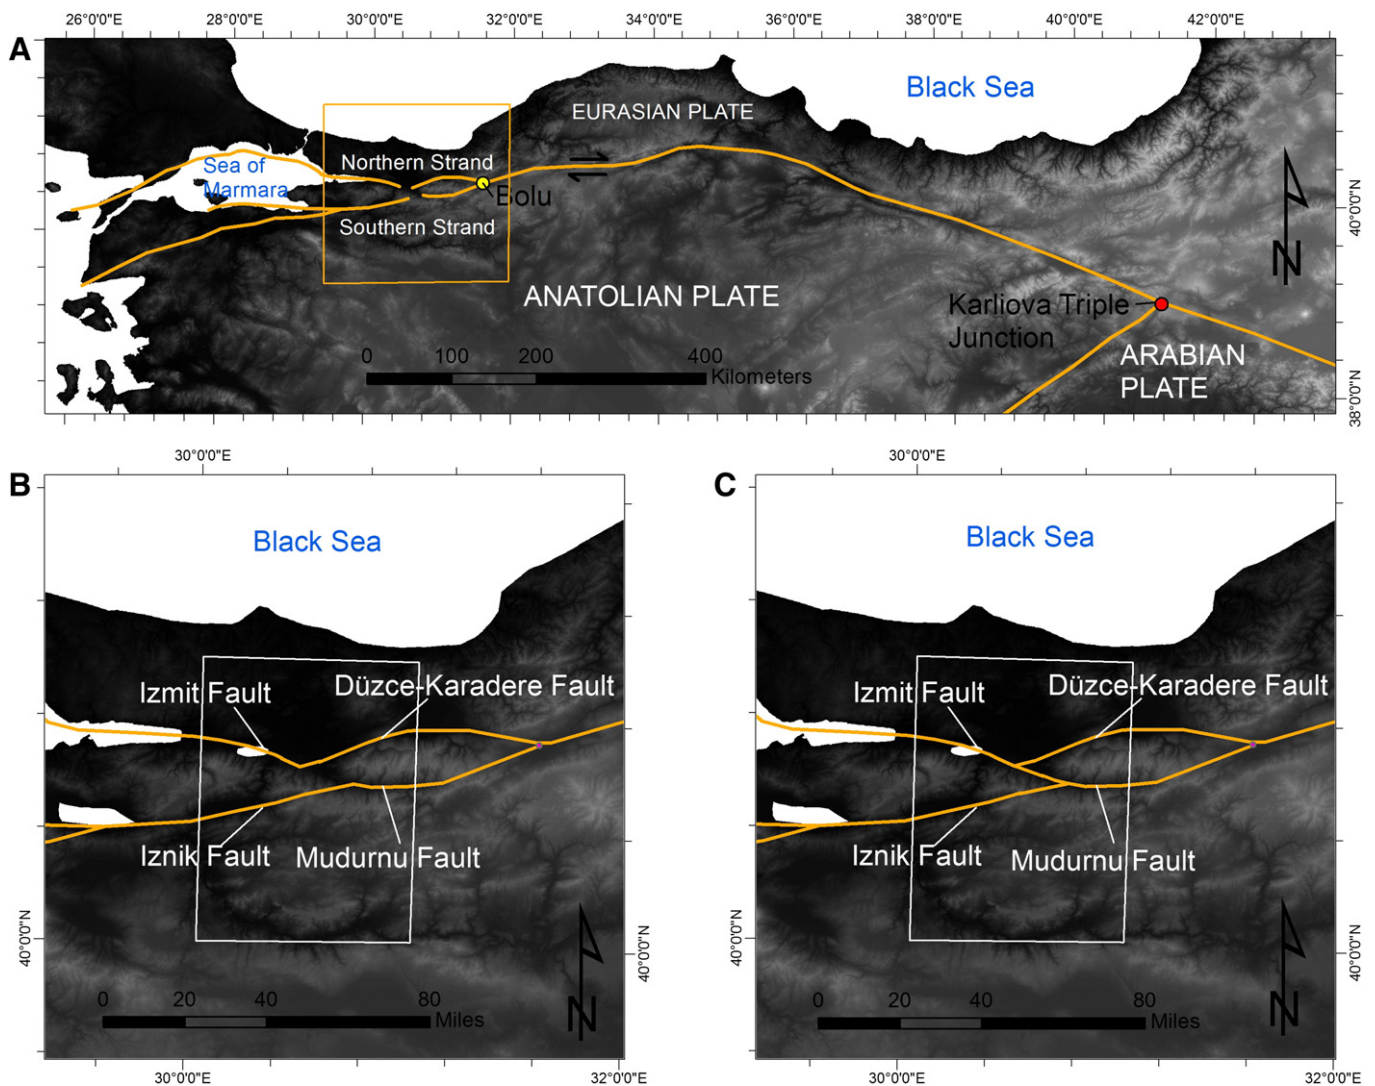 26°0'0"E 28°0'0"E 30°0'0"E 32°0'0"E 34°0'0"E 36°0'0"E 38°0'0"E 40°0'0"E 42°0'0"E
A
Black Sea
EURASIAN PLATE
Sea of
Marmara
Northern Strand
Bolu
Southern Strand
40°0'0"N
N
ANATOLIAN PLATE
Karliova Triple
Junction
ARABIAN
PLATE
0 100 200 400
Kilometers
38°0'0"N
B
30°0'0"E
Black Sea
Izmit Fault
Düzce-Karadere Fault
Iznik Fault
Mudurnu Fault
40°0'0"N
40°0'0"N
N
0 20 40 80
Miles
30°0'0"E 32°0'0"E
C
30°0'0"E
Black Sea
Izmit Fault
Düzce-Karadere Fault
Iznik Fault
Mudurnu Fault
40°0'0"N
40°0'0"N
N
0 20 40 80
Miles
30°0'0"E 32°0'0"E